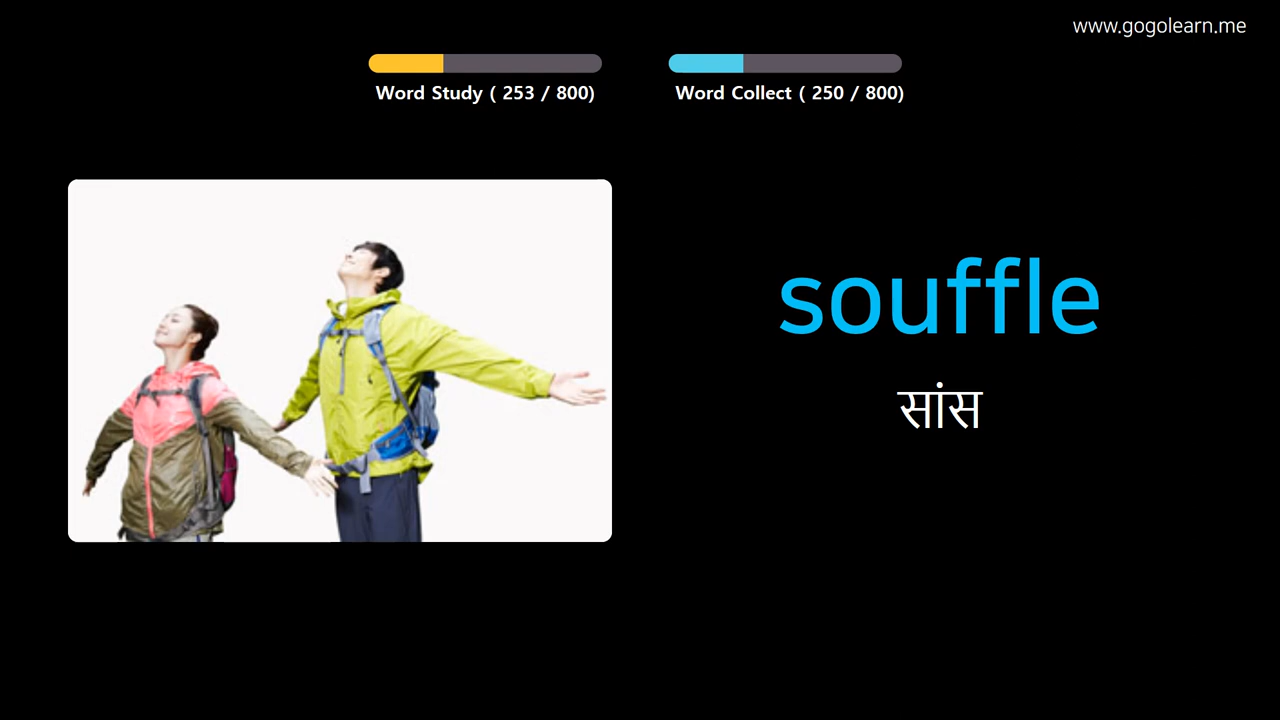 www.gogolearn.me
Word Study ( 253 / 800)
Word Collect ( 250 / 800)
souffle
सांस